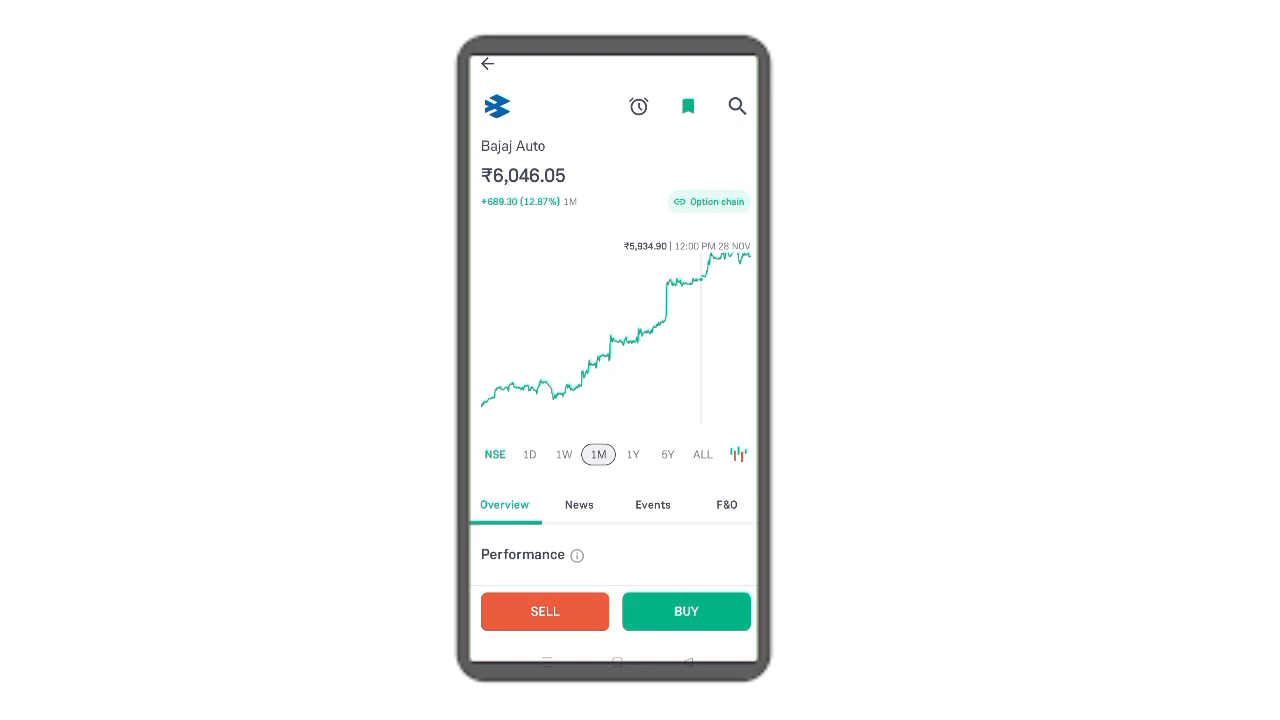 Bajaj Auto
₹6,046.05
+689.30 (12.87%) 1M
Option chain
₹5,934.90 | 12:00 PM 28 NOV
NSE 1D 1W 1M 1Y 5Y ALL
Overview News Events F&O
Performance
SELL BUY